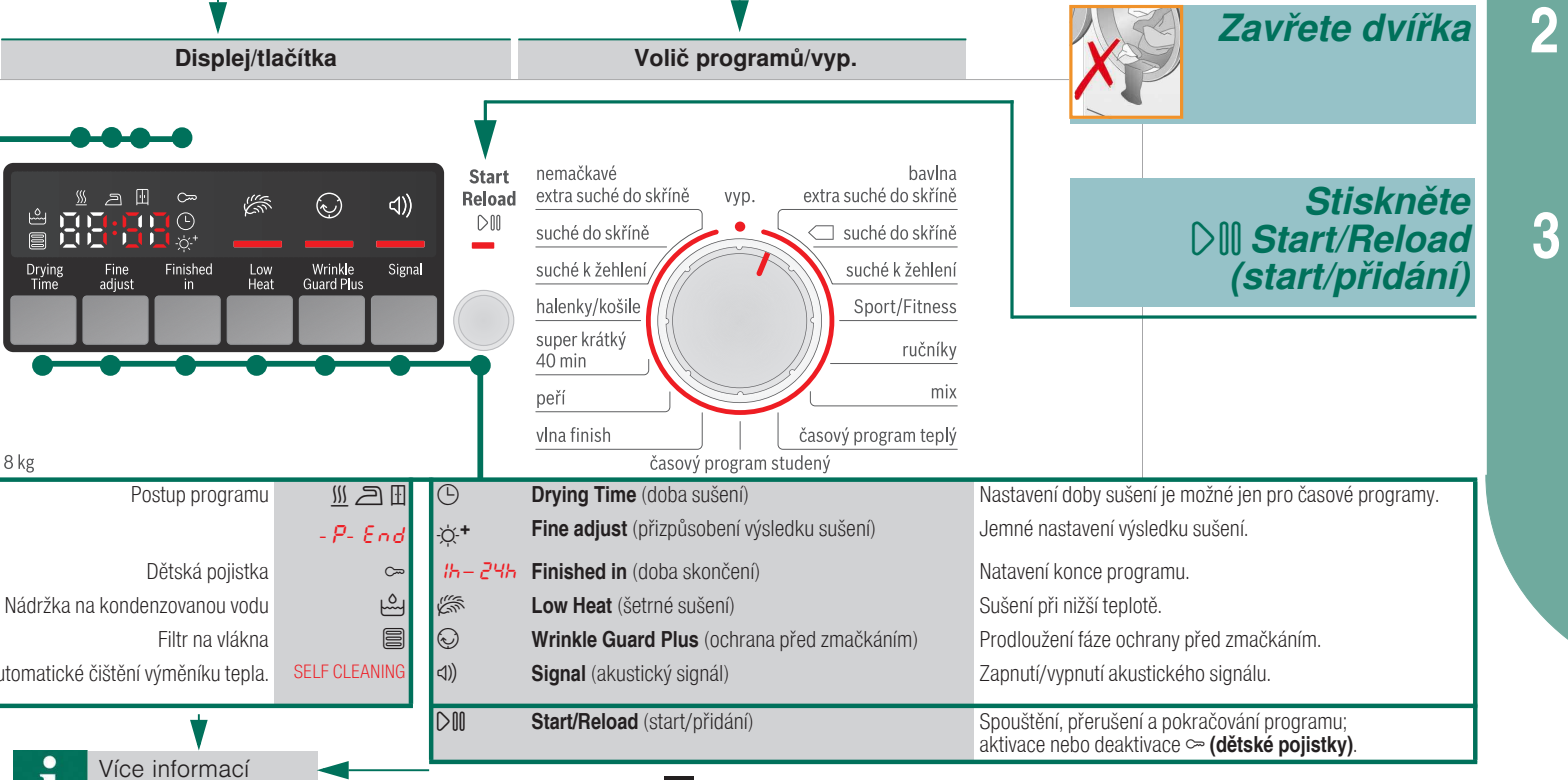 Displej/tlačítka
Volič programů/vyp.
Zavřete dvířka
2
Stiskněte
Start/Reload
(start/přidání)
3
Drying
Time
Fine
adjust
Finished
in
Low
Heat
Wrinkle
Guard Plus
Signal
Start
Reload
nemačkavé
extra suché do skříně
suché do skříně
suché k žehlení
halenky/košile
super krátký
40 min
peří
vlna finish
vyp.
bavlna
extra suché do skříně
suché do skříně
suché k žehlení
Sport/Fitness
ručníky
mix
časový program teplý
časový program studený
8 kg
Postup programu
-P- End
Dětská pojistka
Nádržka na kondenzovanou vodu
Filtr na vlákna
utomatické čištění výměníku tepla. SELF CLEANING
Drying Time (doba sušení) Nastavení doby sušení je možné jen pro časové programy.
Fine adjust (přizpůsobení výsledku sušení) Jemné nastavení výsledku sušení.
1h – 24h Finished in (doba skončení) Natavení konce programu.
Low Heat (šetrné sušení) Sušení při nižší teplotě.
Wrinkle Guard Plus (ochrana před zmačkáním) Prodloužení fáze ochrany před zmačkáním.
Signal (akustický signál) Zapnutí/vypnutí akustického signálu.
Start/Reload (start/přidání) Spouštění, přerušení a pokračování programu;
aktivace nebo deaktivace (dětské pojistky).
Více informací